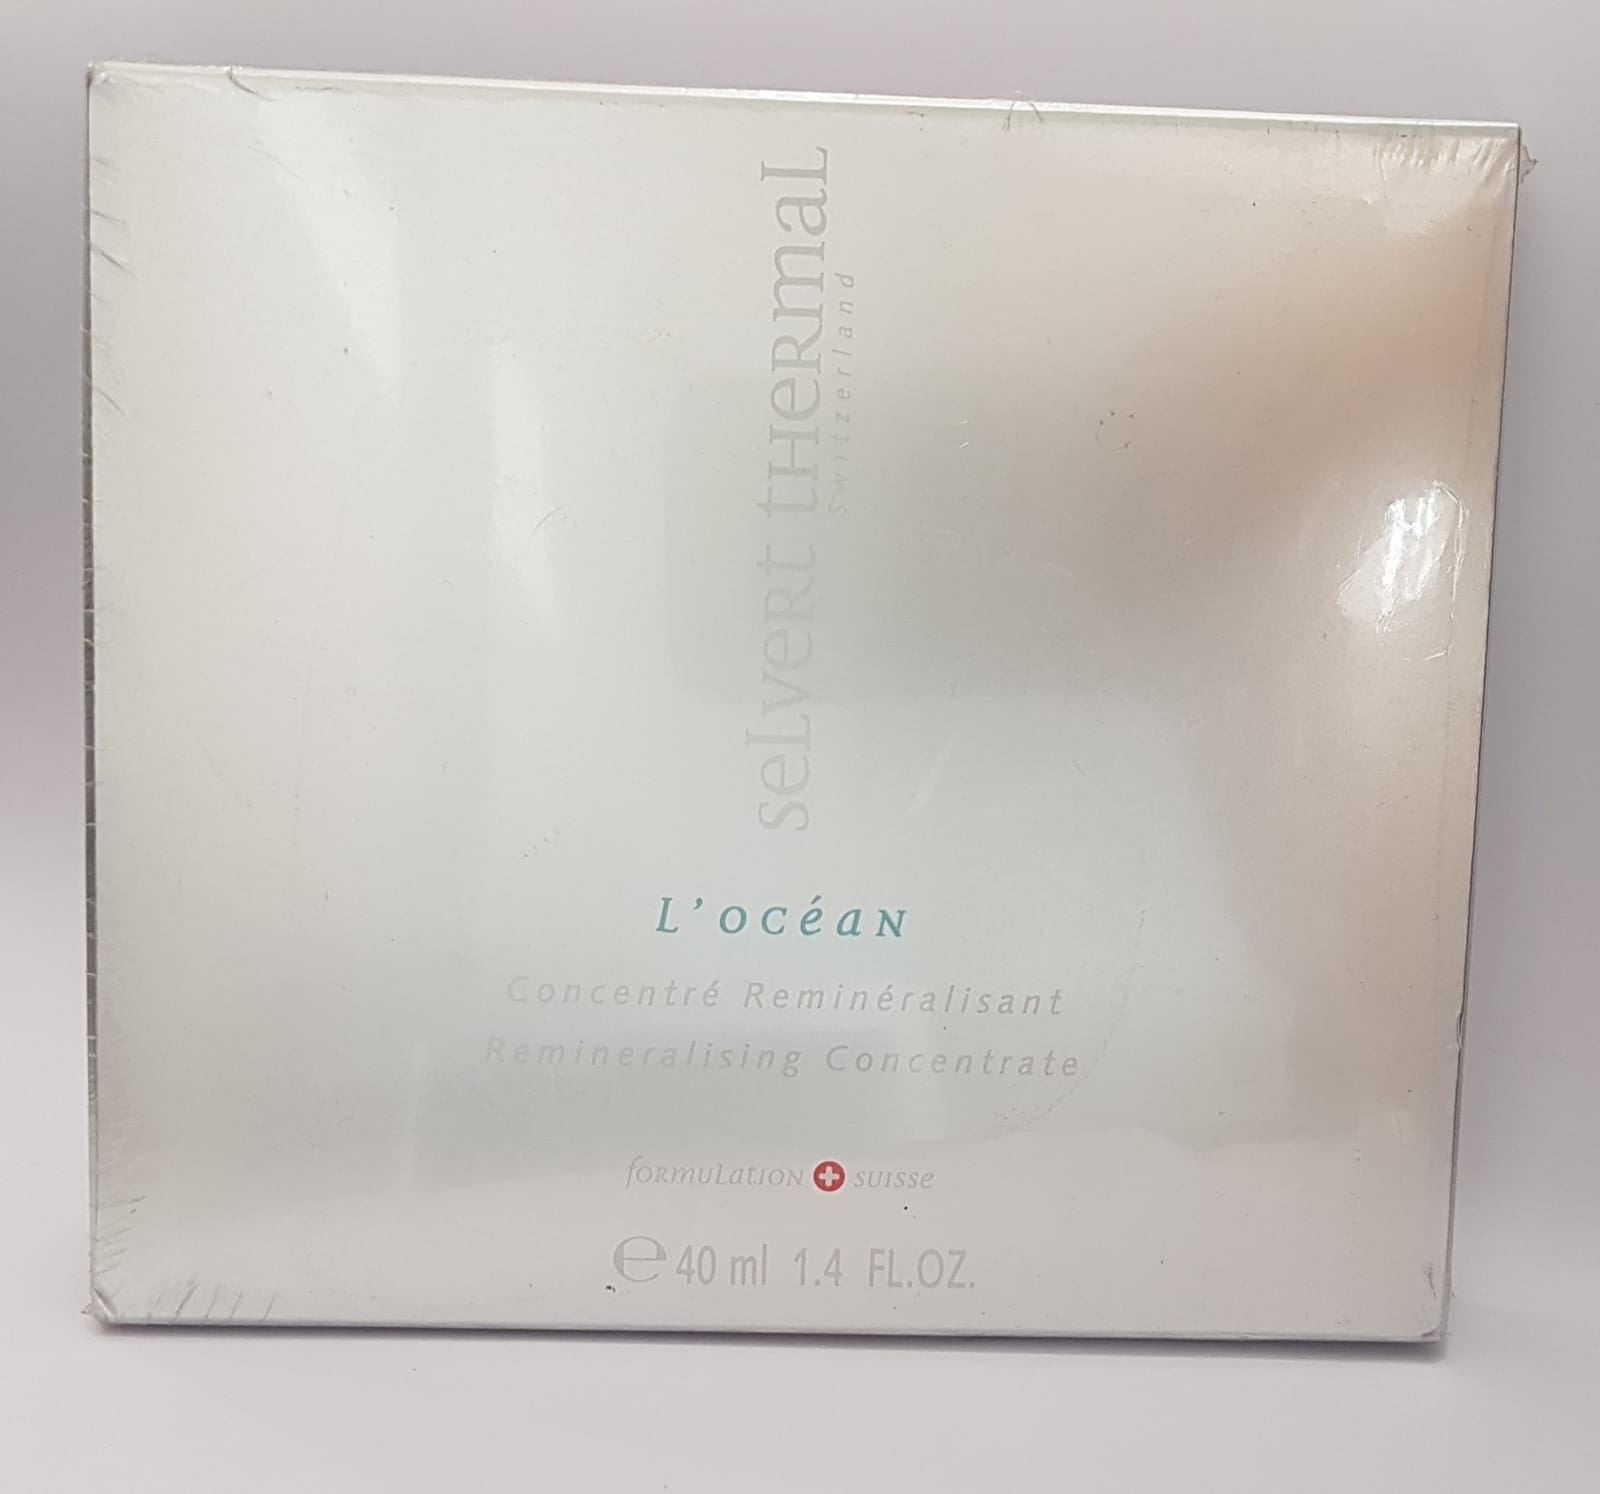 seLveRt tHeRmaL
Switzerland
L'océaN
Concentré Reminéralisant
Remineralising Concentrate
foRmuLatioN + suisse
℮ 40 ml 1.4 FL.OZ.